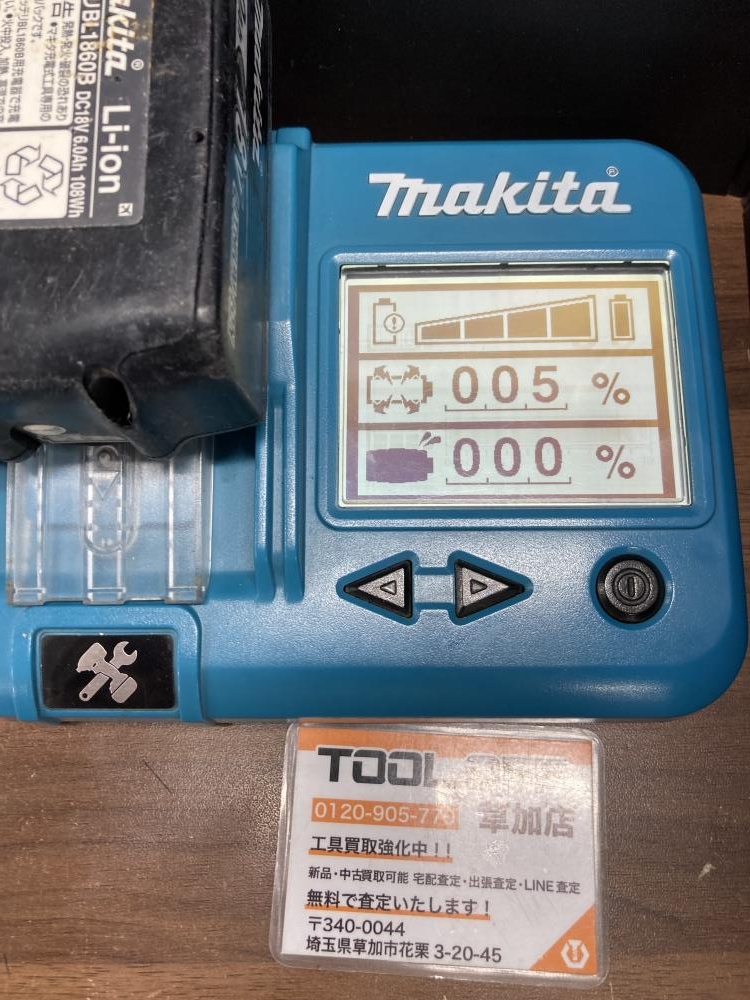 makita
Li-ion
BL1860B DC18V 6.0Ah 108Wh
makita
005 %
000 %
TOOL
0120-905-77
草加店
工具買取強化中!!
新品・中古買取可能 宅配査定・出張査定・LINE査定
無料で査定いたします!
〒340-0044
埼玉県草加市花栗 3-20-45